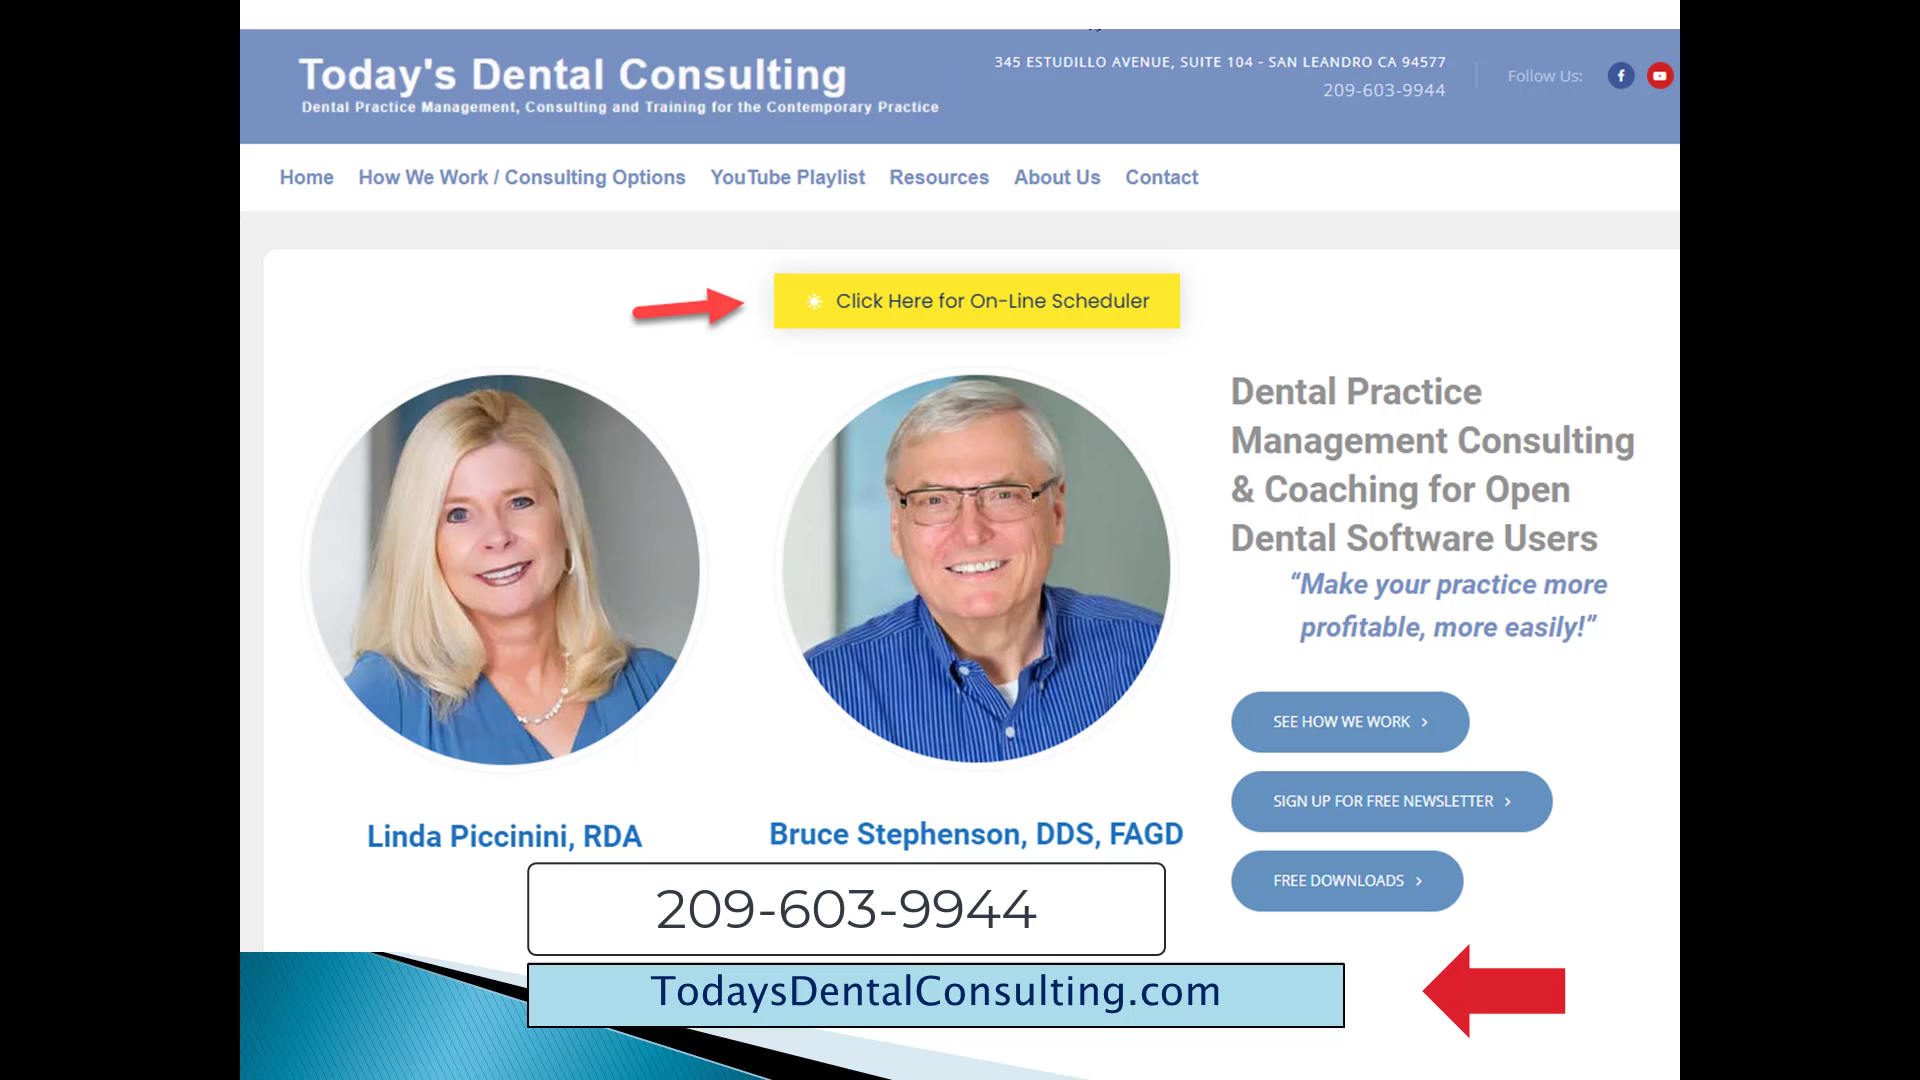 Today's Dental Consulting
Dental Practice Management, Consulting and Training for the Contemporary Practice
345 ESTUDILLO AVENUE, SUITE 104 - SAN LEANDRO CA 94577
209-603-9944
Follow Us:
Home How We Work / Consulting Options YouTube Playlist Resources About Us Contact
Click Here for On-Line Scheduler
Dental Practice
Management Consulting
& Coaching for Open
Dental Software Users
“Make your practice more
profitable, more easily!”
SEE HOW WE WORK
SIGN UP FOR FREE NEWSLETTER
FREE DOWNLOADS
Linda Piccinini, RDA
Bruce Stephenson, DDS, FAGD
209-603-9944
TodaysDentalConsulting.com